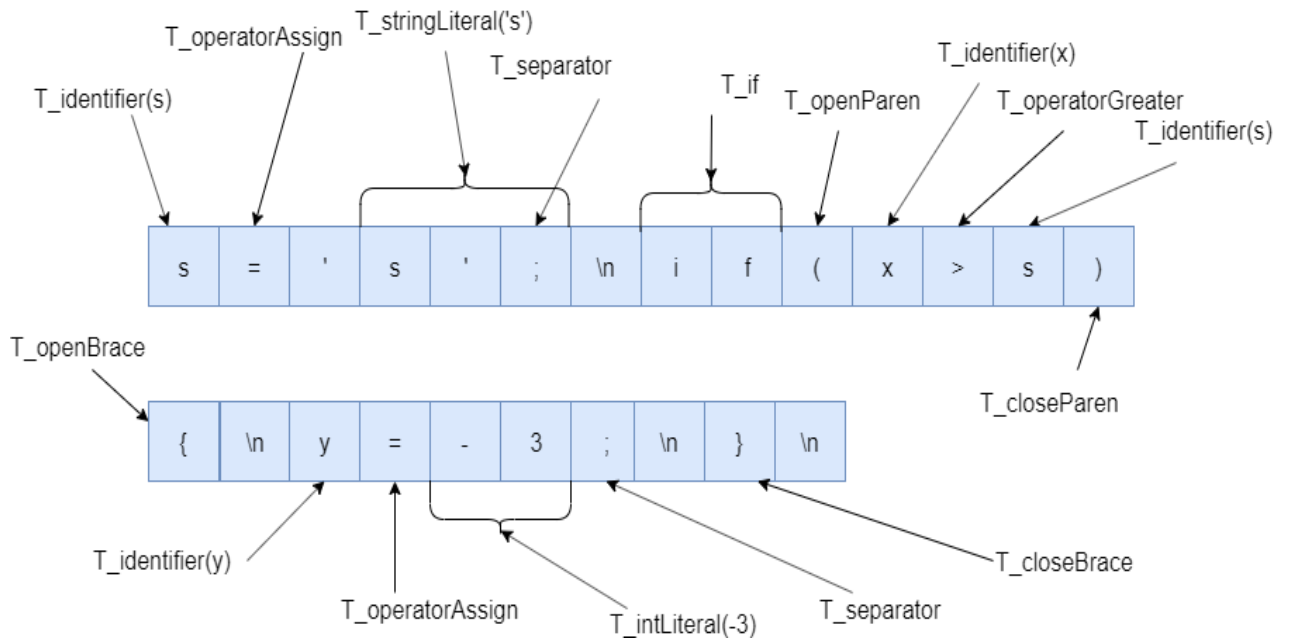 T_stringLiteral('s')
T_operatorAssign
T_separator
T_identifier(x)
T_if
T_identifier(s)
T_openParen
T_operatorGreater
T_identifier(s)
s = ' s ' ; \n i f ( x > s )
T_openBrace
T_closeParen
{ \n y = - 3 ; \n } \n
T_identifier(y)
T_closeBrace
T_operatorAssign
T_intLiteral(-3)
T_separator